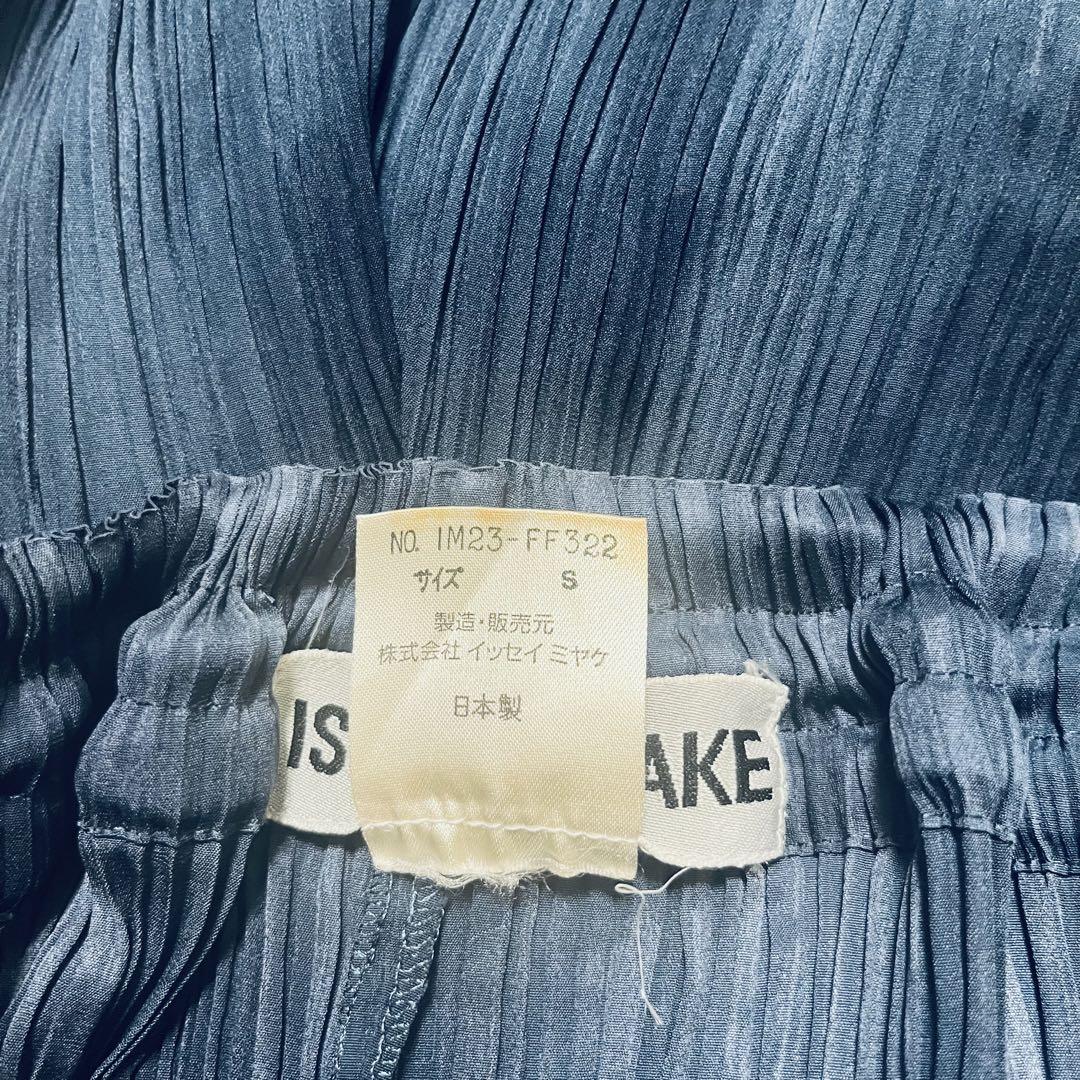 NO. IM23-FF322
サイズ S
製造・販売元
株式会社 イッセイ ミヤケ
日本製
IS AKE